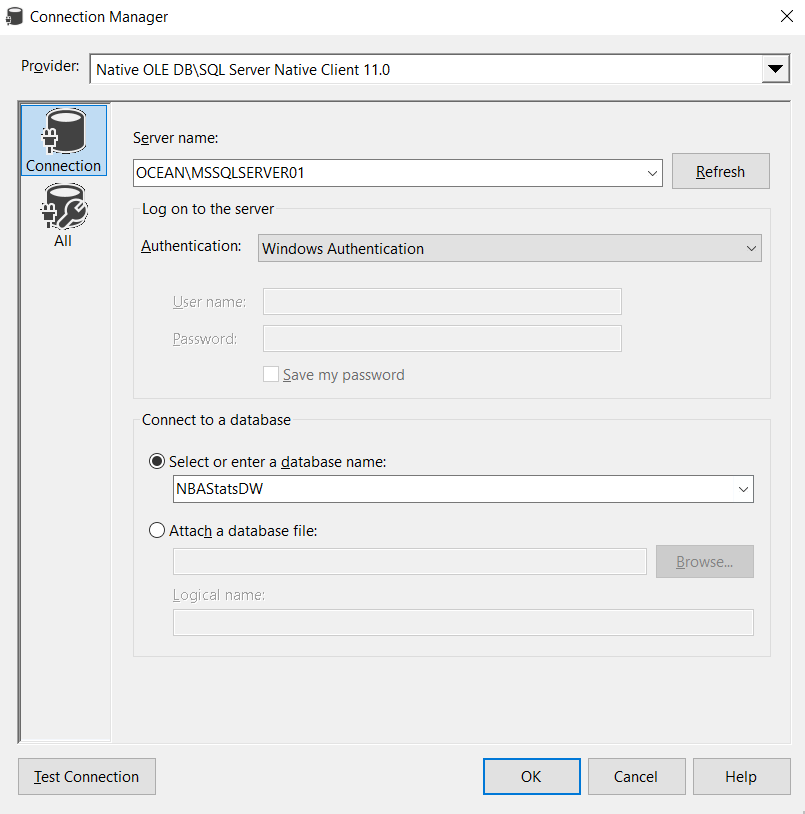 Connection Manager
Provider: Native OLE DB\SQL Server Native Client 11.0
Connection
All
Server name:
OCEAN\MSSQLSERVER01 Refresh
Log on to the server
Authentication: Windows Authentication
User name:
Password:
Save my password
Connect to a database
Select or enter a database name:
NBAStatsDW
Attach a database file:
Browse...
Logical name:
Test Connection OK Cancel Help